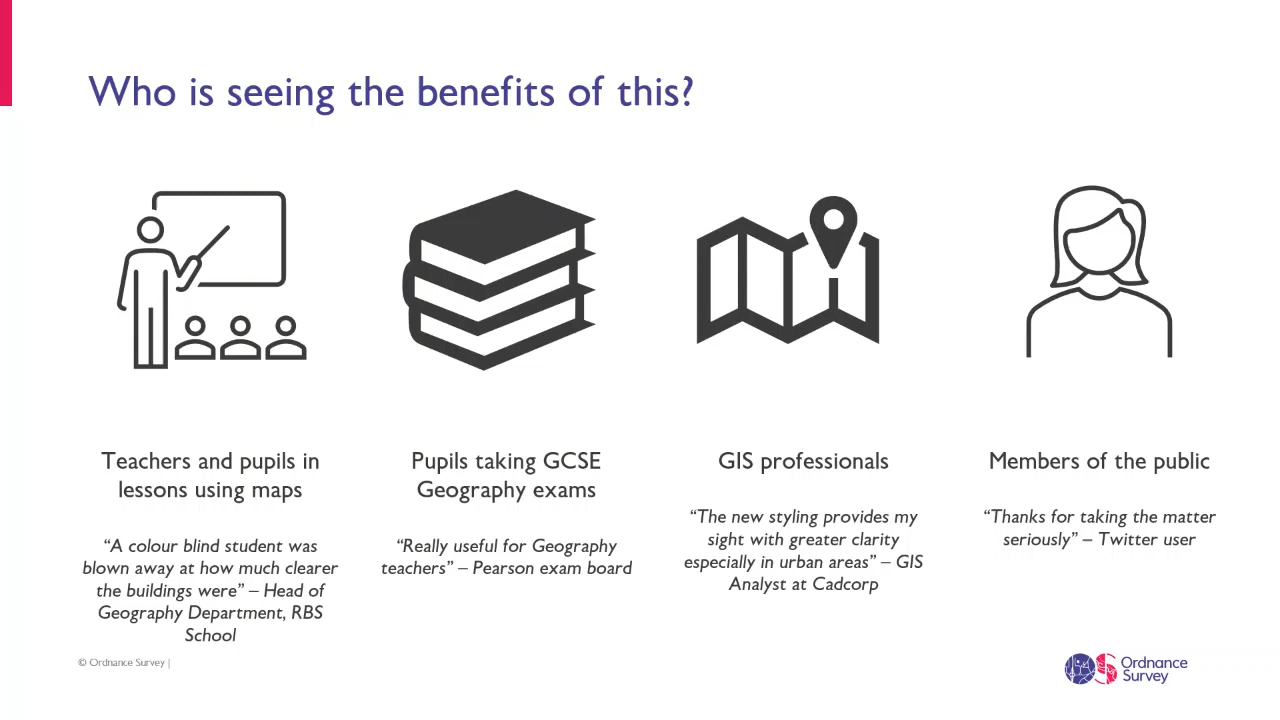 Who is seeing the benefits of this?
Teachers and pupils in
lessons using maps
“A colour blind student was
blown away at how much clearer
the buildings were” – Head of
Geography Department, RBS
School
Pupils taking GCSE
Geography exams
“Really useful for Geography
teachers” – Pearson exam board
GIS professionals
“The new styling provides my
sight with greater clarity
especially in urban areas” – GIS
Analyst at Cadcorp
Members of the public
“Thanks for taking the matter
seriously” – Twitter user
© Ordnance Survey |
Ordnance
Survey